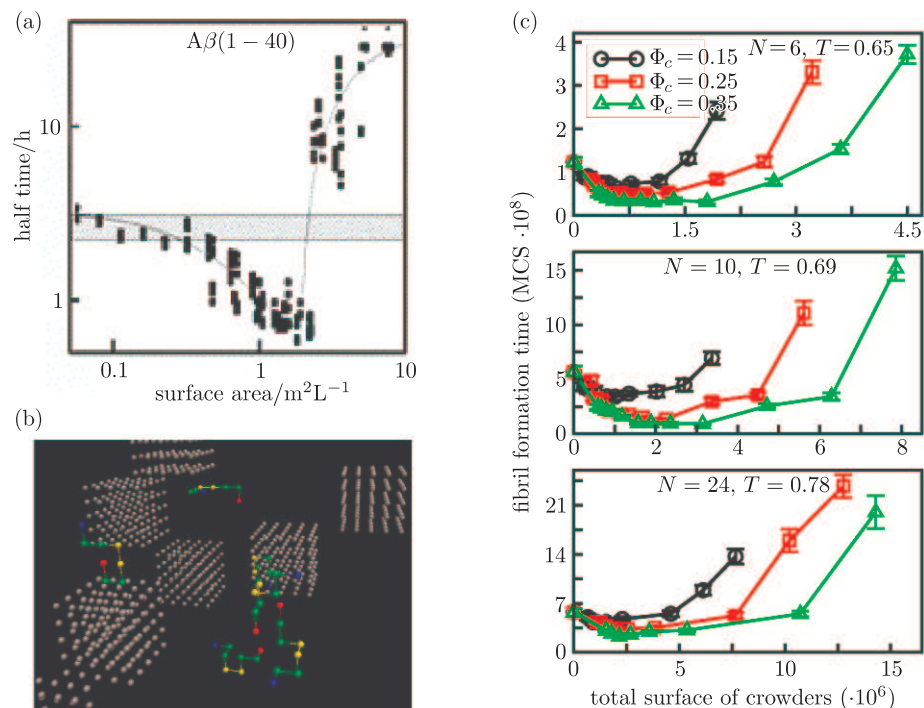 (a)
Aβ(1 – 40)
half time/h
10
1
0.1
1
10
surface area/m²L⁻¹
(b)
(c)
fibril formation time (MCS ·10⁸)
N = 6, T = 0.65
Φc = 0.15
Φc = 0.25
Φc = 0.35
4
3
2
1
0
0
1.5
3
4.5
N = 10, T = 0.69
15
10
5
0
0
2
4
6
8
N = 24, T = 0.78
21
14
7
0
0
5
10
15
total surface of crowders (·10⁶)